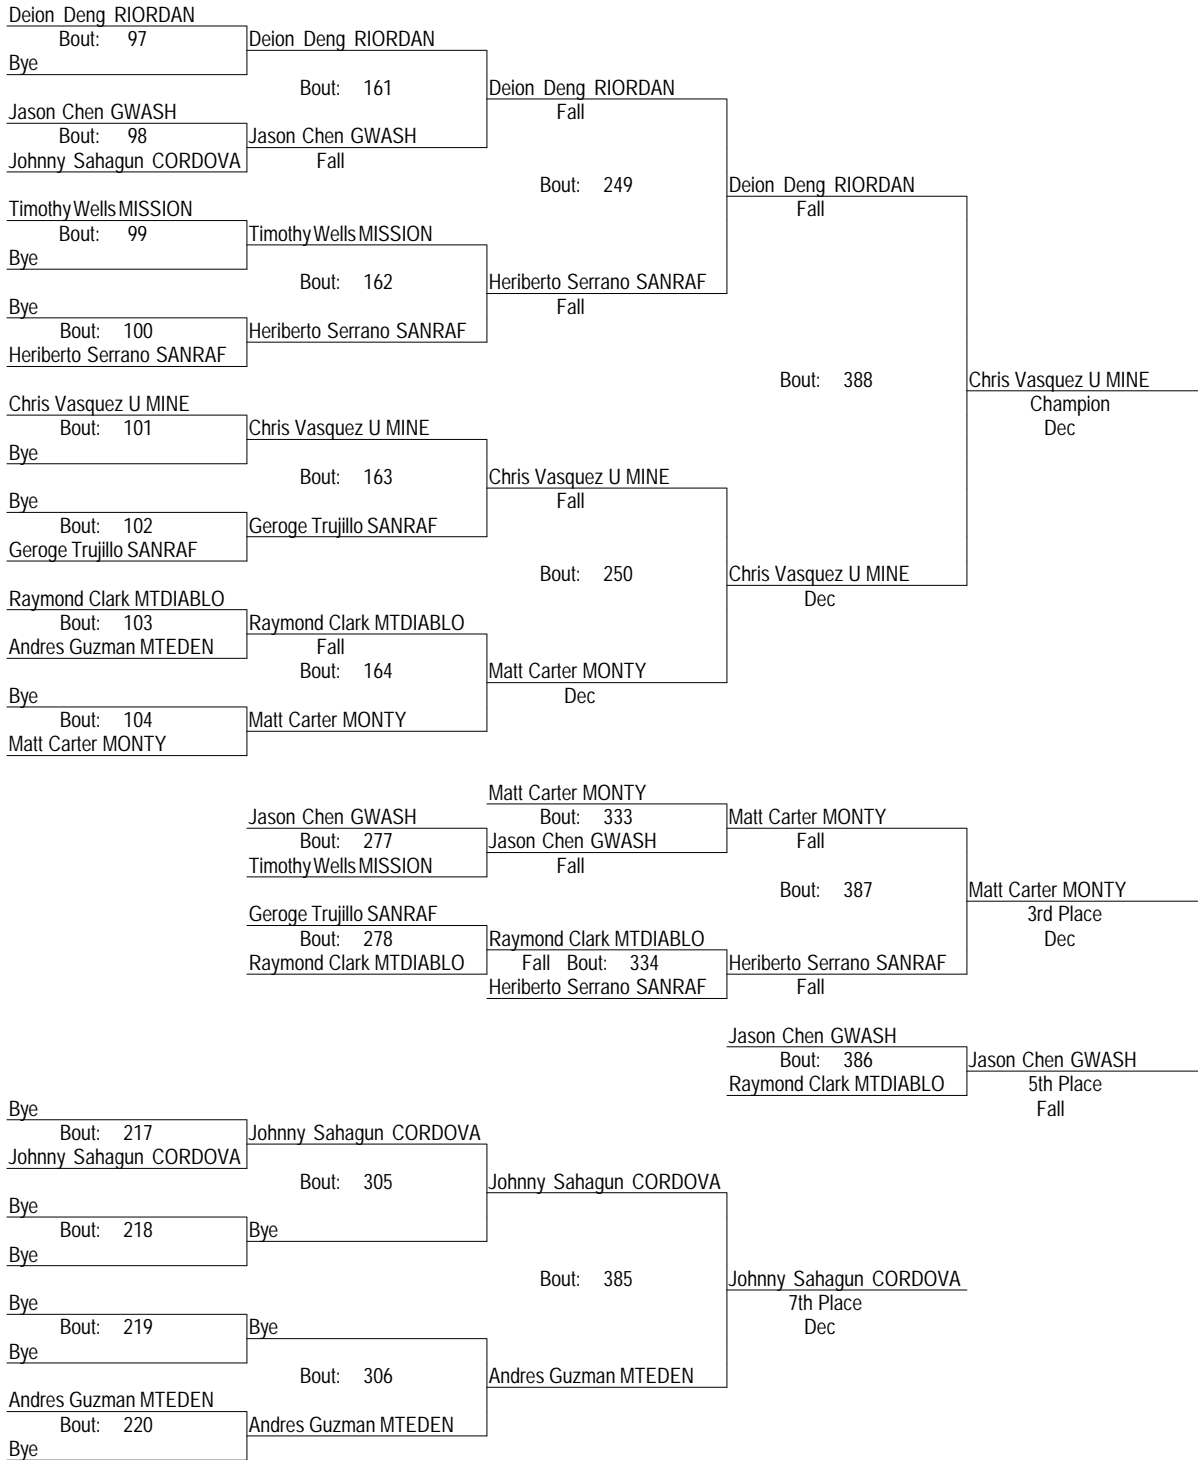 Deion Deng RIORDAN
Bout: 97 Deion Deng RIORDAN
Bye
Bout: 161 Deion Deng RIORDAN
Jason Chen GWASH Fall
Bout: 98 Jason Chen GWASH
Johnny Sahagun CORDOVA Fall
Bout: 249 Deion Deng RIORDAN
Timothy Wells MISSION Fall
Bout: 99 Timothy Wells MISSION
Bye
Bout: 162 Heriberto Serrano SANRAF
Bye Fall
Bout: 100 Heriberto Serrano SANRAF
Heriberto Serrano SANRAF
Bout: 388 Chris Vasquez U MINE
Chris Vasquez U MINE Champion
Bout: 101 Chris Vasquez U MINE Dec
Bye
Bout: 163 Chris Vasquez U MINE
Bye Fall
Bout: 102 Geroge Trujillo SANRAF
Geroge Trujillo SANRAF
Bout: 250 Chris Vasquez U MINE
Raymond Clark MTDIABLO Dec
Bout: 103 Raymond Clark MTDIABLO
Andres Guzman MTEDEN Fall
Bout: 164 Matt Carter MONTY
Bye Dec
Bout: 104 Matt Carter MONTY
Matt Carter MONTY
Matt Carter MONTY
Jason Chen GWASH Bout: 333 Matt Carter MONTY
Bout: 277 Jason Chen GWASH Fall
Timothy Wells MISSION Fall
Bout: 387 Matt Carter MONTY
Geroge Trujillo SANRAF 3rd Place
Bout: 278 Raymond Clark MTDIABLO Dec
Raymond Clark MTDIABLO Fall Bout: 334 Heriberto Serrano SANRAF
Heriberto Serrano SANRAF Fall
Jason Chen GWASH
Bout: 386 Jason Chen GWASH
Raymond Clark MTDIABLO 5th Place
Bye Fall
Bout: 217 Johnny Sahagun CORDOVA
Johnny Sahagun CORDOVA
Bout: 305 Johnny Sahagun CORDOVA
Bye
Bout: 218 Bye
Bye
Bout: 385 Johnny Sahagun CORDOVA
Bye 7th Place
Bout: 219 Bye Dec
Bye
Bout: 306 Andres Guzman MTEDEN
Andres Guzman MTEDEN
Bout: 220 Andres Guzman MTEDEN
Bye